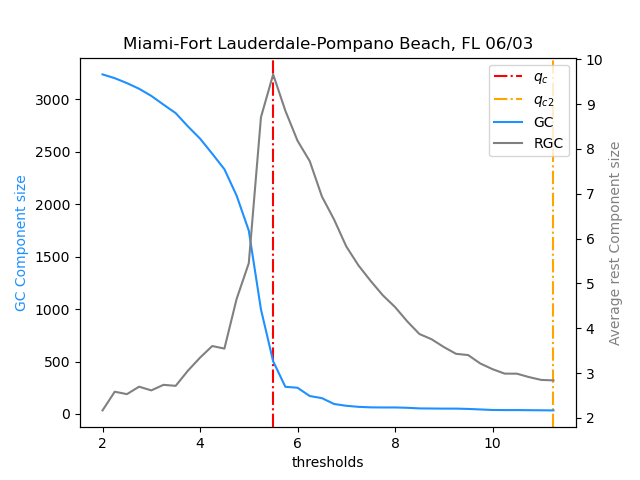 Miami-Fort Lauderdale-Pompano Beach, FL 06/03
GC Component size
3000
2500
2000
1500
1000
500
0
2
4
6
8
10
thresholds
10
9
8
7
6
5
4
3
2
Average rest Component size
q_c
q_{c2}
GC
RGC